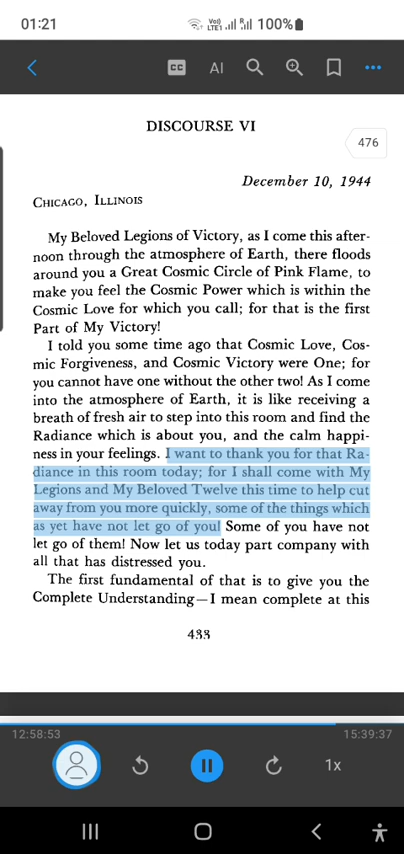 01:21
Vo)) LTE1 R 100%
CC AI
DISCOURSE VI
476
December 10, 1944
CHICAGO, ILLINOIS
My Beloved Legions of Victory, as I come this after-
noon through the atmosphere of Earth, there floods
around you a Great Cosmic Circle of Pink Flame, to
make you feel the Cosmic Power which is within the
Cosmic Love for which you call; for that is the first
Part of My Victory!
I told you some time ago that Cosmic Love, Cos-
mic Forgiveness, and Cosmic Victory were One; for
you cannot have one without the other two! As I come
into the atmosphere of Earth, it is like receiving a
breath of fresh air to step into this room and find the
Radiance which is about you, and the calm happi-
ness in your feelings. I want to thank you for that Ra-
diance in this room today; for I shall come with My
Legions and My Beloved Twelve this time to help cut
away from you more quickly, some of the things which
as yet have not let go of you! Some of you have not
let go of them! Now let us today part company with
all that has distressed you.
The first fundamental of that is to give you the
Complete Understanding—I mean complete at this
433
12:58:53 15:39:37
1x